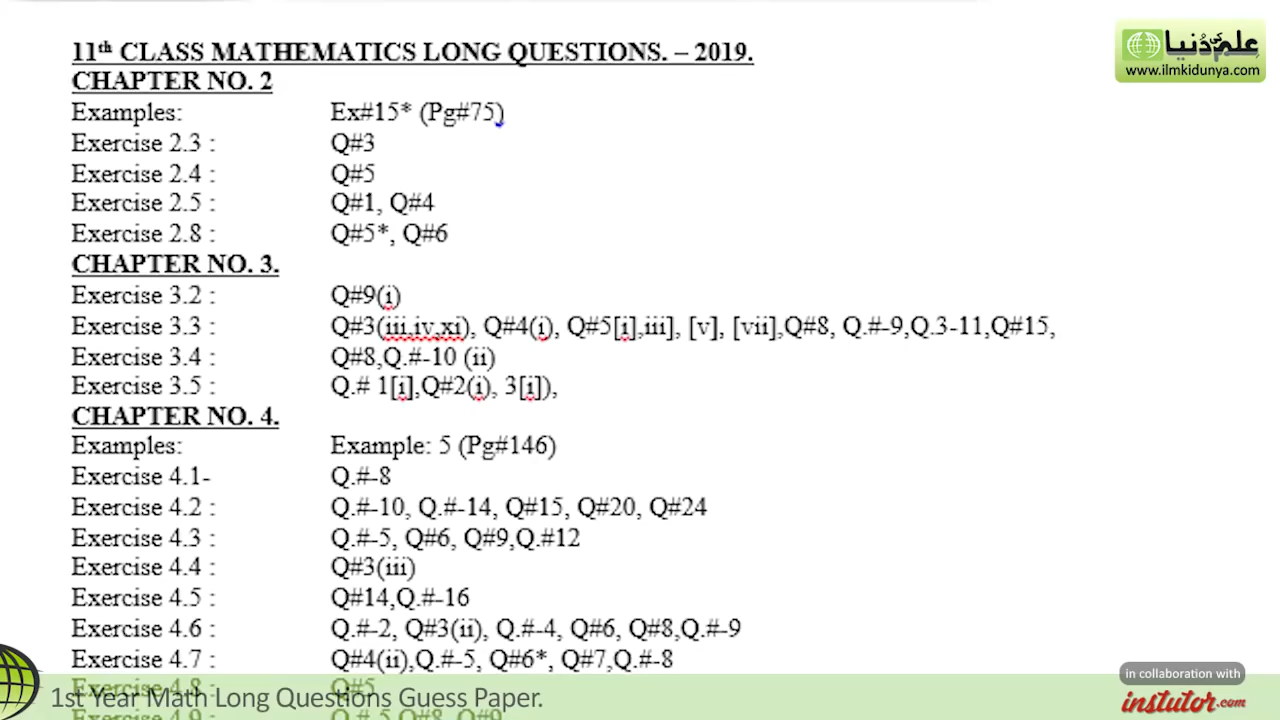 11th CLASS MATHEMATICS LONG QUESTIONS. – 2019.
علم کی دُنیا
www.ilmkidunya.com
CHAPTER NO. 2
Examples: Ex#15* (Pg#75)
Exercise 2.3 : Q#3
Exercise 2.4 : Q#5
Exercise 2.5 : Q#1, Q#4
Exercise 2.8 : Q#5*, Q#6
CHAPTER NO. 3.
Exercise 3.2 : Q#9(i)
Exercise 3.3 : Q#3(iii,iv,xi), Q#4(i), Q#5[i],iii], [v], [vii],Q#8, Q.#-9,Q.3-11,Q#15,
Exercise 3.4 : Q#8,Q.#-10 (ii)
Exercise 3.5 : Q.# 1[i],Q#2(i), 3[i]),
CHAPTER NO. 4.
Examples: Example: 5 (Pg#146)
Exercise 4.1- Q.#-8
Exercise 4.2 : Q.#-10, Q.#-14, Q#15, Q#20, Q#24
Exercise 4.3 : Q.#-5, Q#6, Q#9,Q.#12
Exercise 4.4 : Q#3(iii)
Exercise 4.5 : Q#14,Q.#-16
Exercise 4.6 : Q.#-2, Q#3(ii), Q.#-4, Q#6, Q#8,Q.#-9
Exercise 4.7 : Q#4(ii),Q.#-5, Q#6*, Q#7,Q.#-8
Exercise 4.8 : Q#5
1st Year Math Long Questions Guess Paper.
in collaboration with
instutor.com